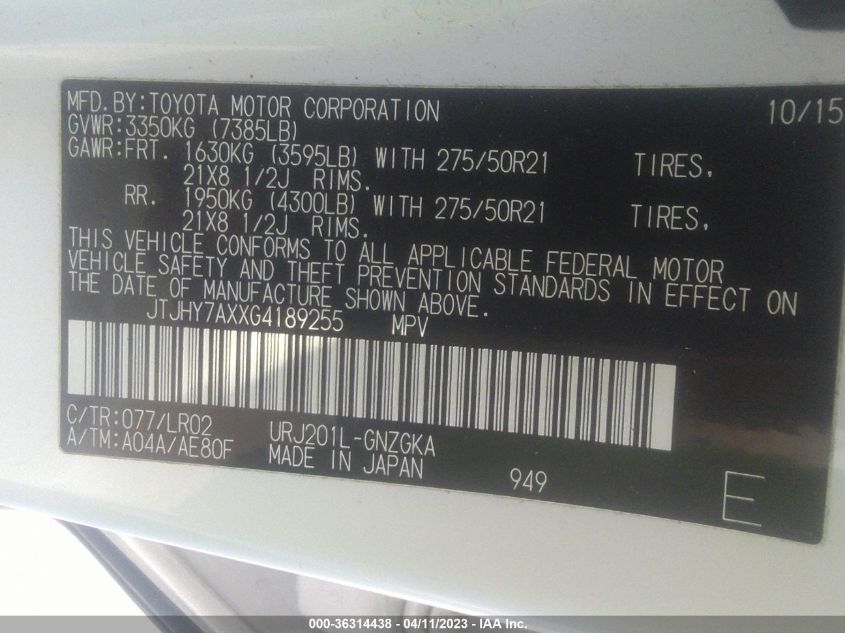 MFD.BY:TOYOTA MOTOR CORPORATION 10/15
GVWR:3350KG (7385LB)
GAWR:FRT. 1630KG (3595LB) WITH 275/50R21 TIRES,
21X8 1/2J RIMS.
RR. 1950KG (4300LB) WITH 275/50R21 TIRES,
21X8 1/2J RIMS.
THIS VEHICLE CONFORMS TO ALL APPLICABLE FEDERAL MOTOR
VEHICLE SAFETY AND THEFT PREVENTION STANDARDS IN EFFECT ON
THE DATE OF MANUFACTURE SHOWN ABOVE.
JTJHY7AXXG4189255 MPV
C/TR:077/LR02 URJ201L-GNZGKA
A/TM:A04A/AE80F MADE IN JAPAN 949 E
000-36314438 - 04/11/2023 - IAA Inc.